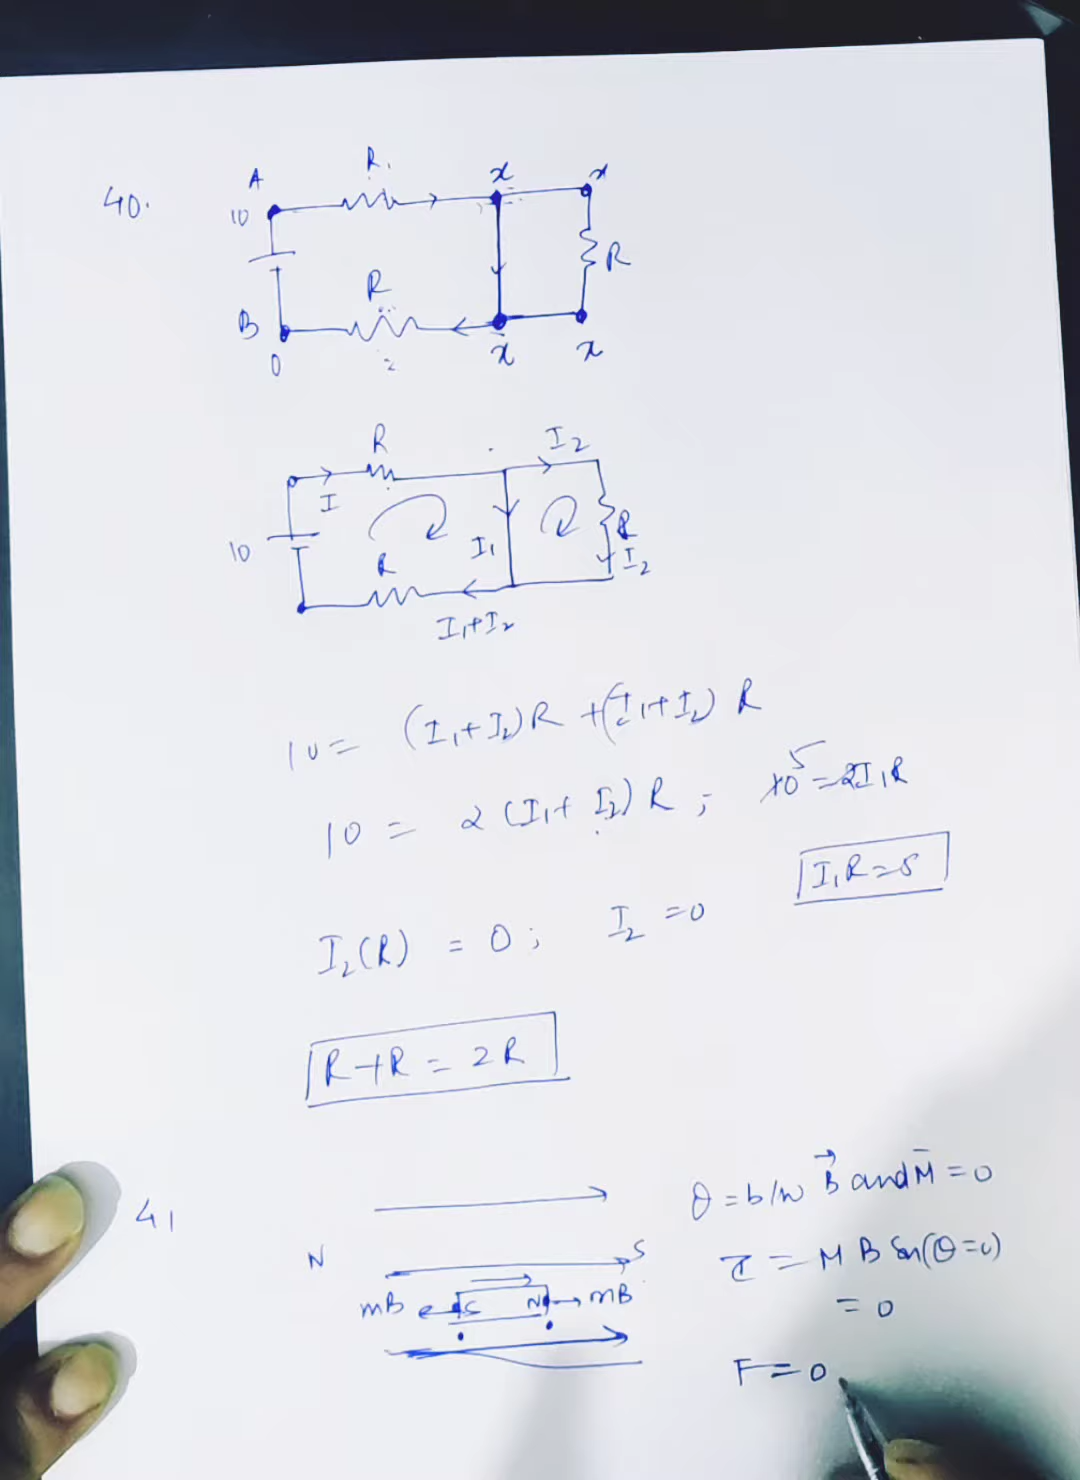 40.
A R. x x
10
R
R
B
0 x x
R I2
I
10 R I1 R I2
I1+I2
10 = (I1+I2)R + (I1+I2) R
10 = 2 (I1+ I2) R ; 10 5 = 2I1R
I1R=5
I2(R) = 0 ; I2 =0
R+R = 2R
41
θ = b/w B⃗ and M̄ = 0
N S
τ = M B Sin(θ=0)
mB S N mB
= 0
F = 0